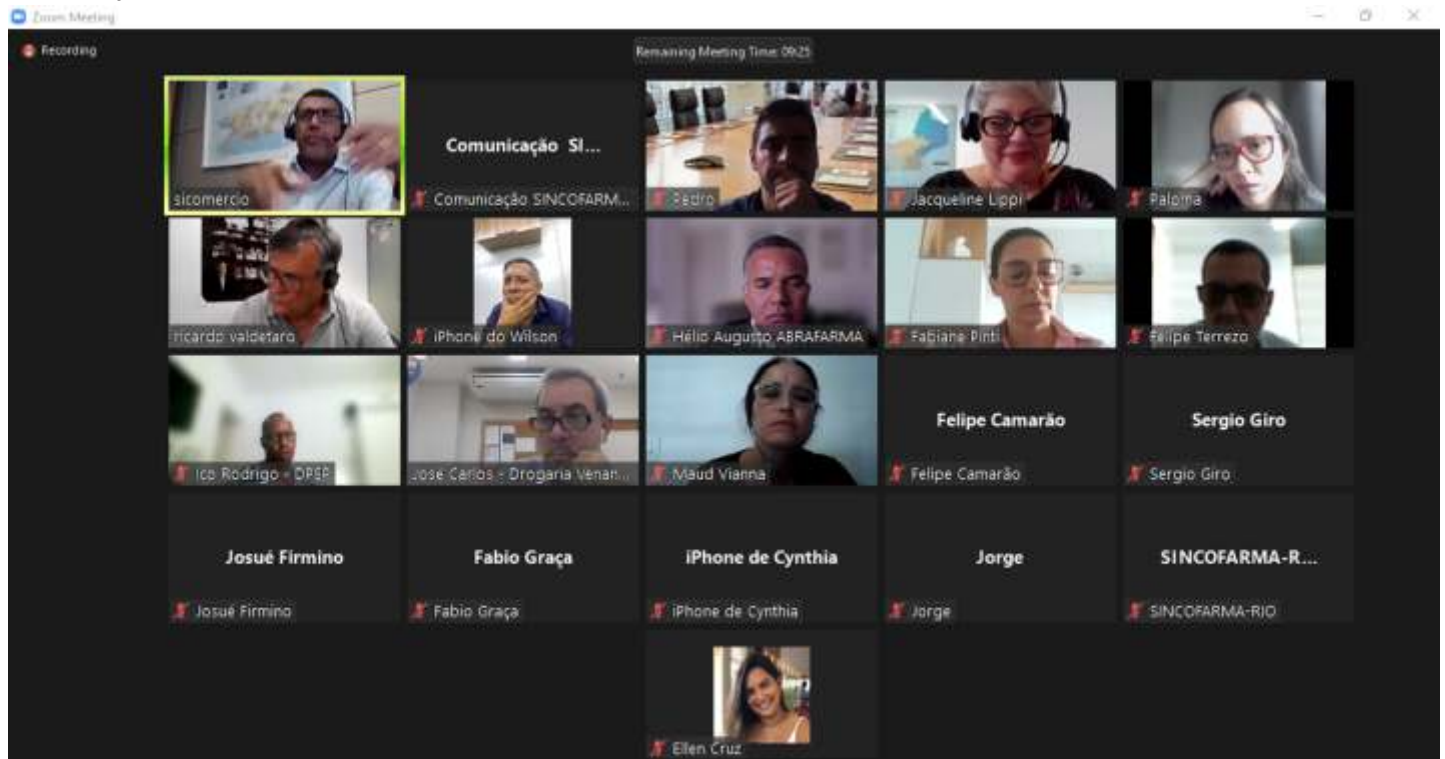 Zoom Meeting
Recording
Remaining Meeting Time: 09:25
sicomercio
Comunicação SI...
Comunicação SINCOFARM...
Pedro
Jacqueline Lippi
Paloma
ricardo valdetaro
iPhone do Wilson
Hélio Augusto ABRAFARMA
Fabiane Pinti
Felipe Terrezo
Rodrigo - DPSP
Jose Carlos - Drogaria Venan...
Maud Vianna
Felipe Camarão
Felipe Camarão
Sergio Giro
Sergio Giro
Josué Firmino
Josué Firmino
Fabio Graça
Fabio Graça
iPhone de Cynthia
iPhone de Cynthia
Jorge
Jorge
SINCOFARMA-R...
SINCOFARMA-RIO
Ellen Cruz